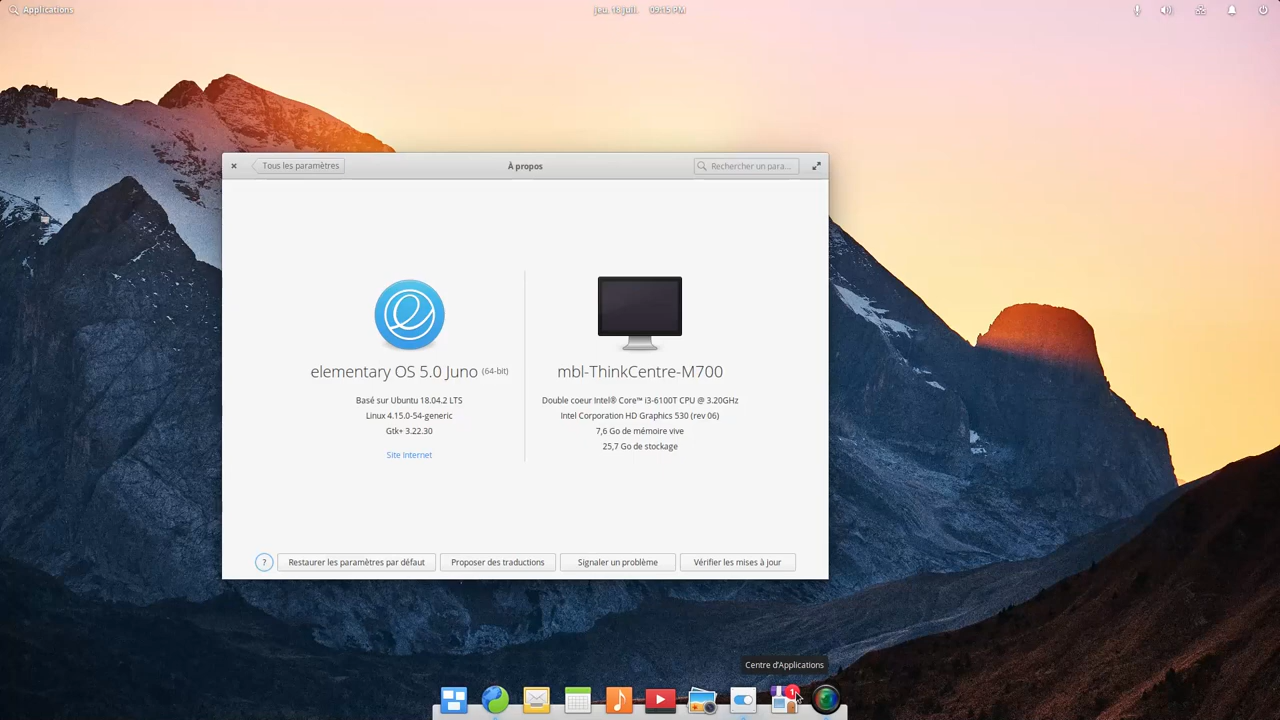 Applications
jeu. 18 juil. 09:15 PM
Tous les paramètres
À propos
Rechercher un para...
elementary OS 5.0 Juno (64-bit)
Basé sur Ubuntu 18.04.2 LTS
Linux 4.15.0-54-generic
Gtk+ 3.22.30
Site Internet
mbl-ThinkCentre-M700
Double coeur Intel® Core™ i3-6100T CPU @ 3.20GHz
Intel Corporation HD Graphics 530 (rev 06)
7,6 Go de mémoire vive
25,7 Go de stockage
?
Restaurer les paramètres par défaut
Proposer des traductions
Signaler un problème
Vérifier les mises à jour
Centre d'Applications
1